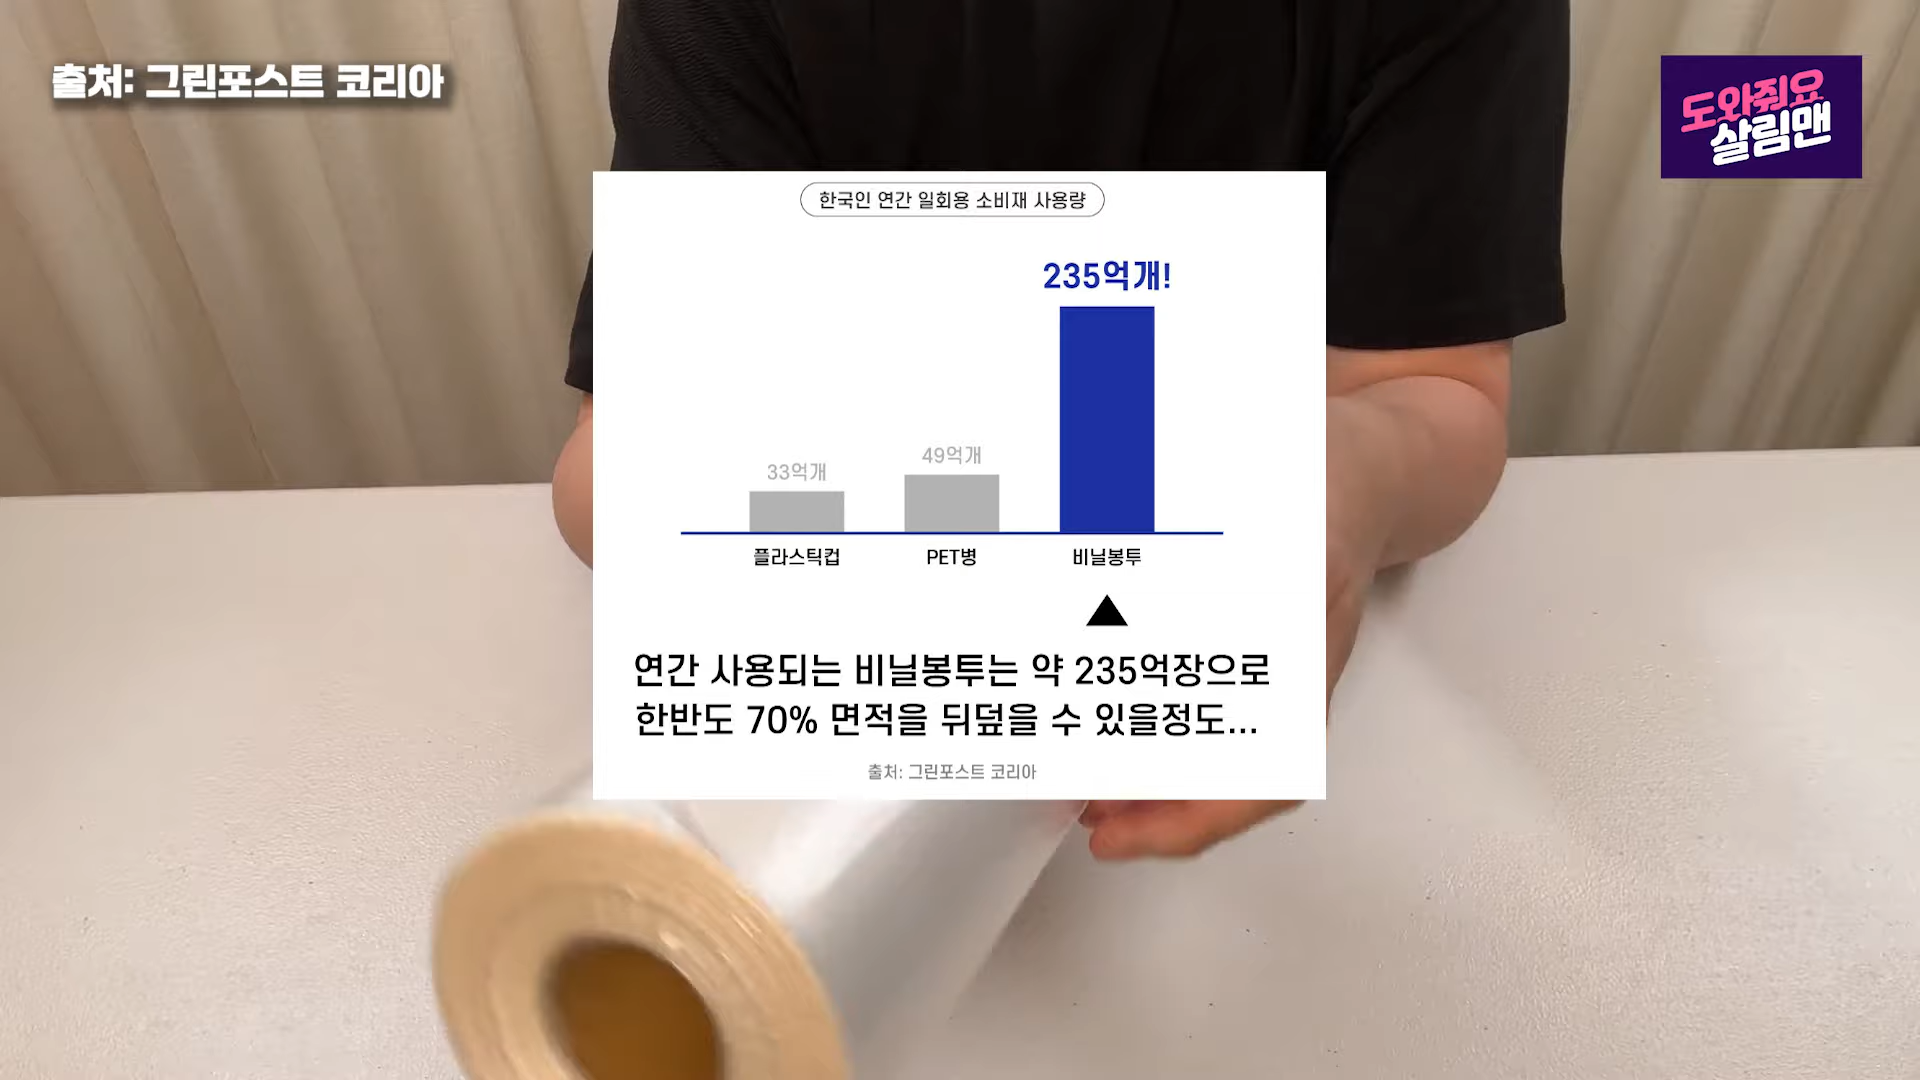 출처: 그린포스트 코리아
도와줘요
살림맨
한국인 연간 일회용 소비재 사용량
235억개!
49억개
33억개
플라스틱컵
PET병
비닐봉투
연간 사용되는 비닐봉투는 약 235억장으로
한반도 70% 면적을 뒤덮을 수 있을정도...
출처: 그린포스트 코리아